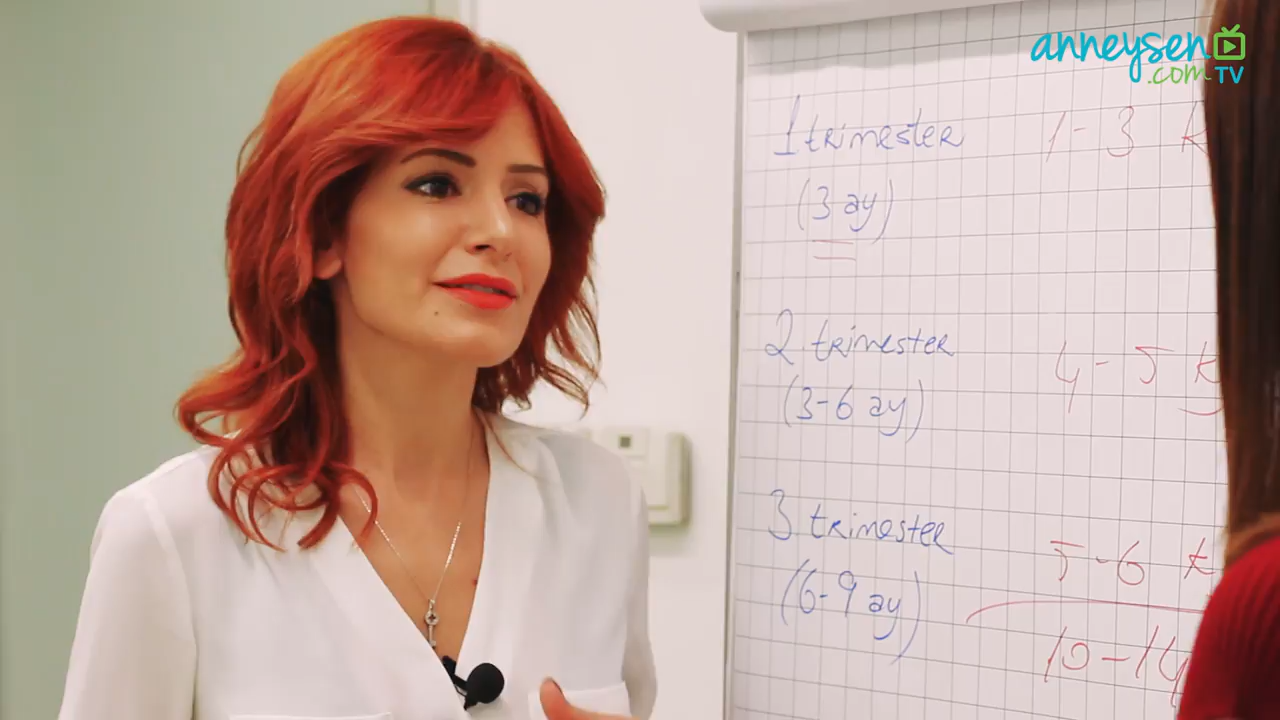 anneysen
.com TV
1 trimester 1-3 k
(3 ay)
2 trimester 4-5 k
(3-6 ay)
3 trimester 5-6 k
(6-9 ay)
10-14